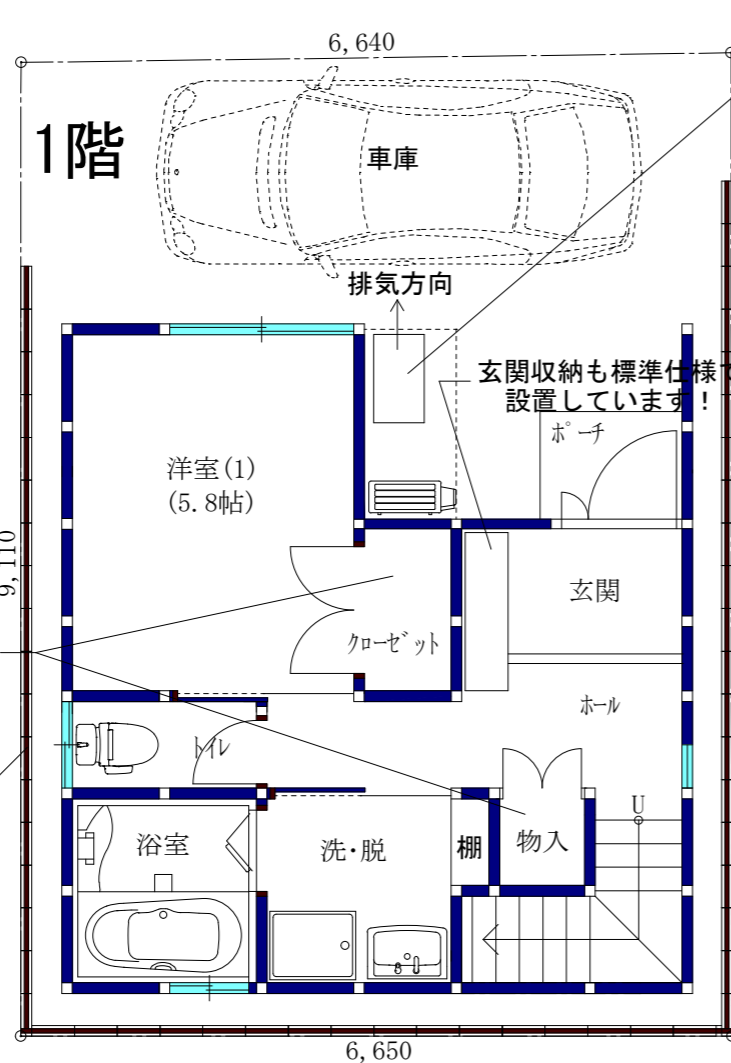 6,640
1階
車庫
排気方向
玄関収納も標準仕様で
設置しています！
ポーチ
洋室(1)
(5.8帖)
9,110
玄関
クローゼット
ホール
トイレ
U
浴室
洗・脱
棚
物入
6,650